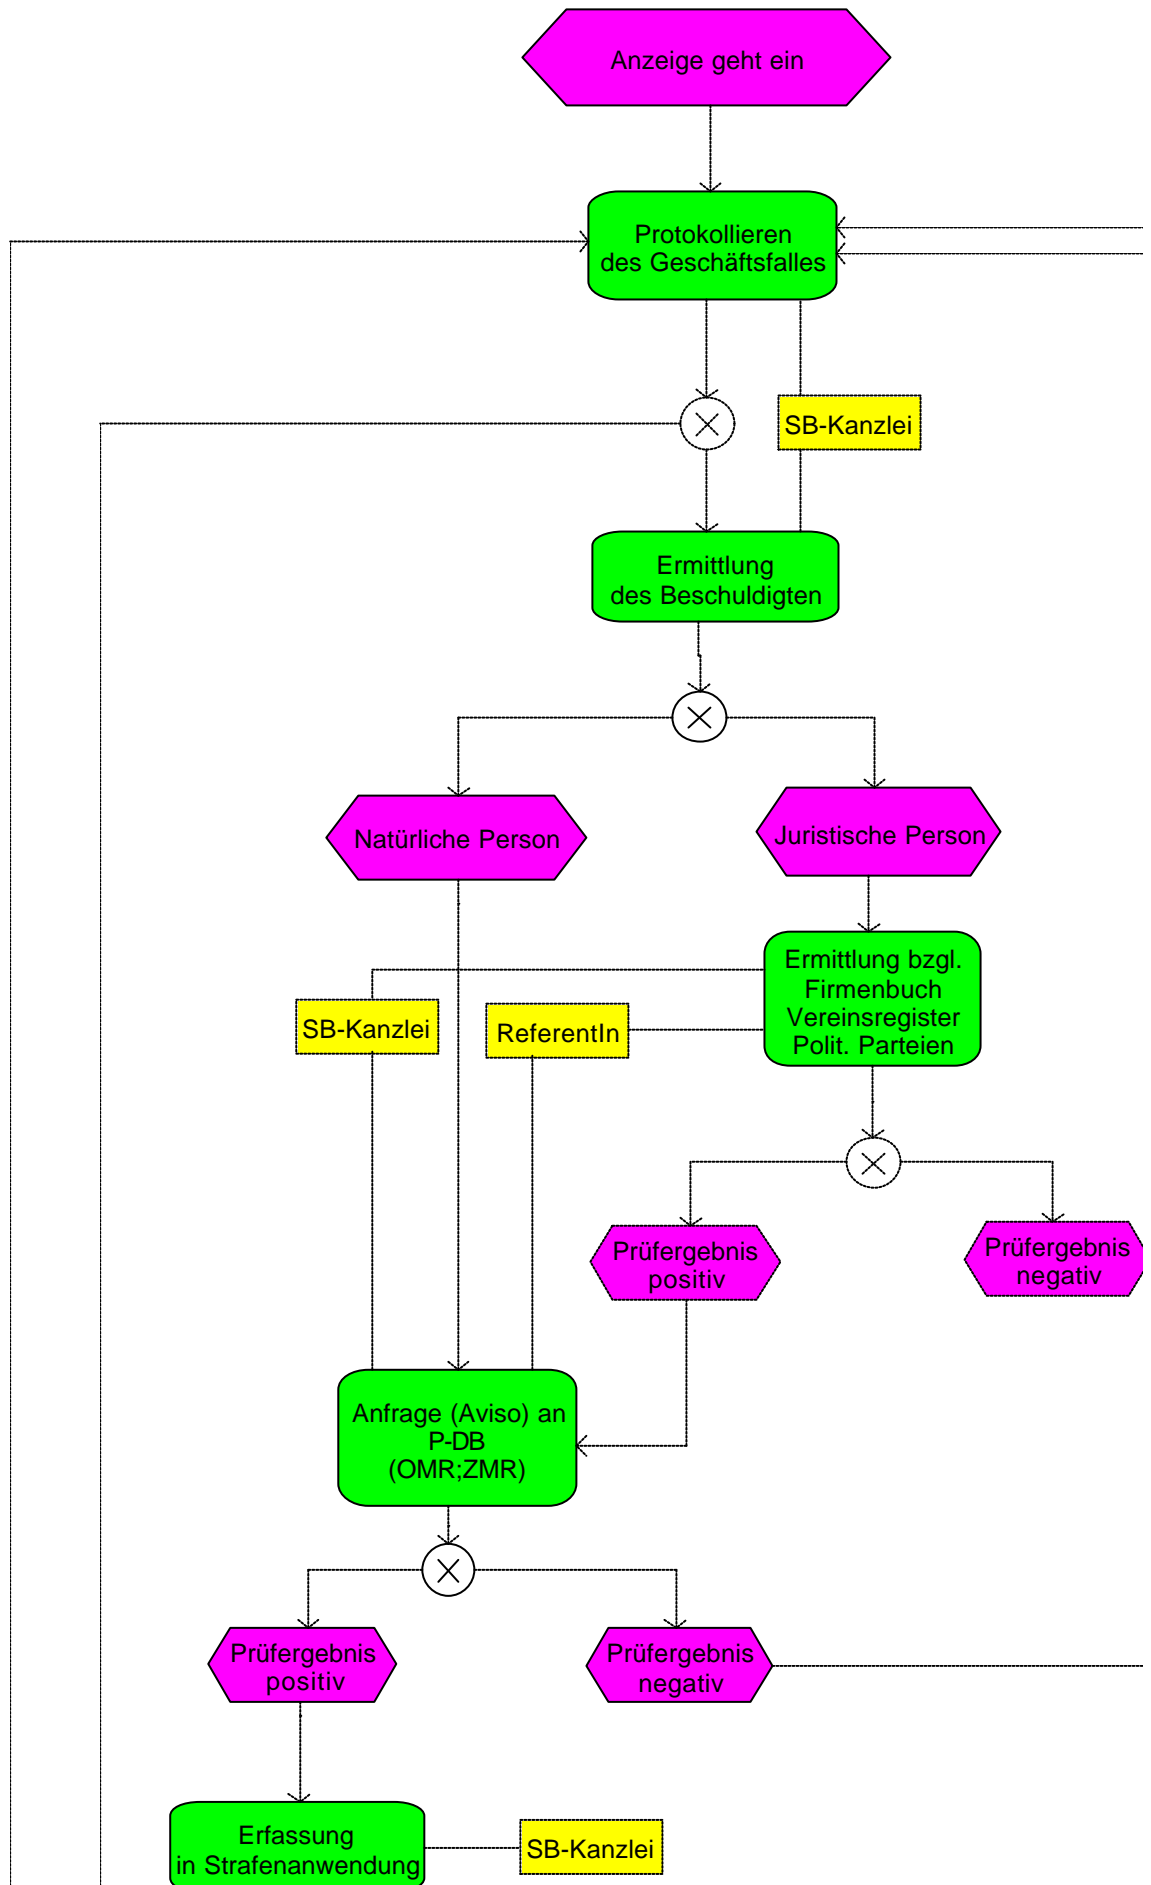 Anzeige geht ein
Protokollieren
des Geschäftsfalles
SB-Kanzlei
Ermittlung
des Beschuldigten
Natürliche Person
Juristische Person
Ermittlung bzgl.
Firmenbuch
Vereinsregister
Polit. Parteien
SB-Kanzlei
ReferentIn
Prüfergebnis
positiv
Prüfergebnis
negativ
Anfrage (Aviso) an
P-DB
(OMR;ZMR)
Prüfergebnis
positiv
Prüfergebnis
negativ
Erfassung
in Strafenanwendung
SB-Kanzlei